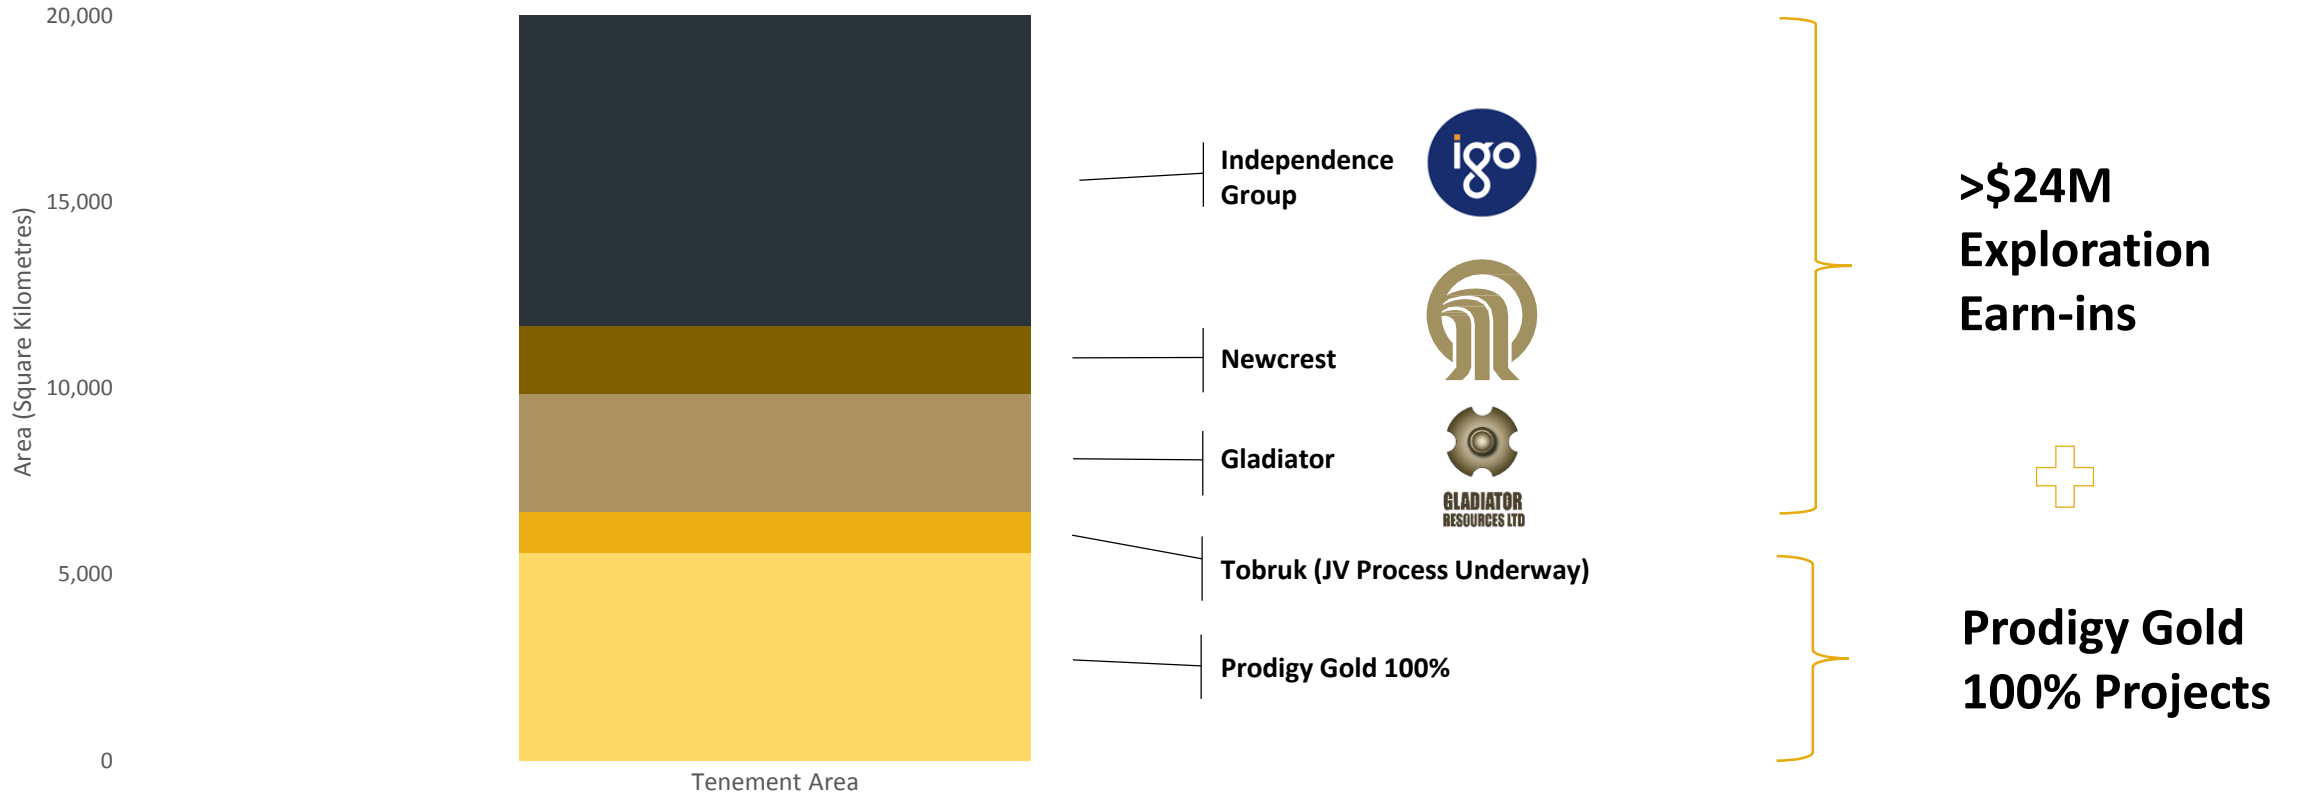 20,000
15,000
10,000
5,000
0
Area (Square Kilometres)
Tenement Area
Independence
Group
igo
Newcrest
Gladiator
GLADIATOR
RESOURCES LTD
Tobruk (JV Process Underway)
Prodigy Gold 100%
>$24M
Exploration
Earn-ins
Prodigy Gold
100% Projects